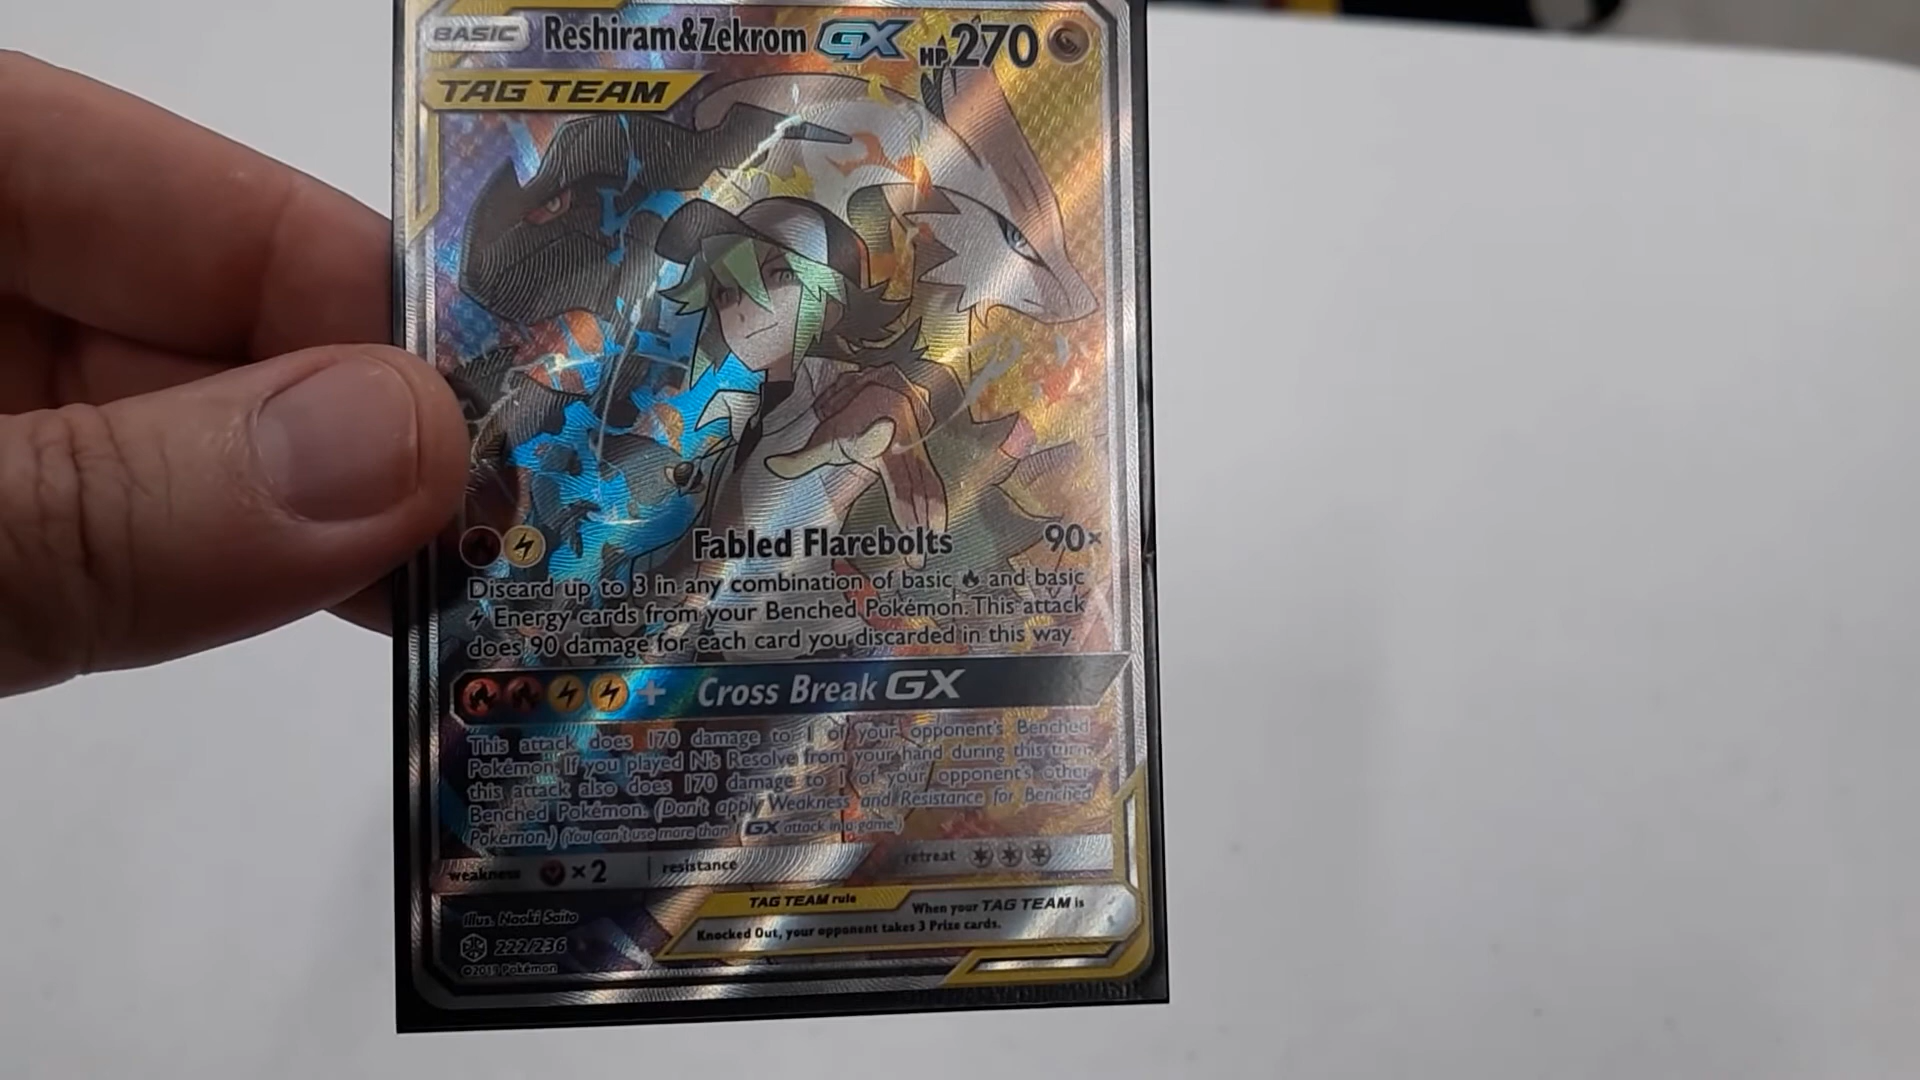 BASIC Reshiram&Zekrom GX HP 270
TAG TEAM
Fabled Flarebolts 90×
Discard up to 3 in any combination of basic and basic
Energy cards from your Benched Pokémon. This attack
does 90 damage for each card you discarded in this way.
+ Cross Break GX
This attack does 170 damage to 1 of your opponent's Benched
Pokémon. If you played N's Resolve from your hand during this turn,
this attack also does 170 damage to 1 of your opponent's other
Benched Pokémon. (Don't apply Weakness and Resistance for Benched
Pokémon.) (You can't use more than GX attack in a game.)
weakness ×2 resistance retreat
TAG TEAM rule When your TAG TEAM is
Knocked Out, your opponent takes 3 Prize cards.
Illus. Naoki Saito
222/236
©2019 Pokémon